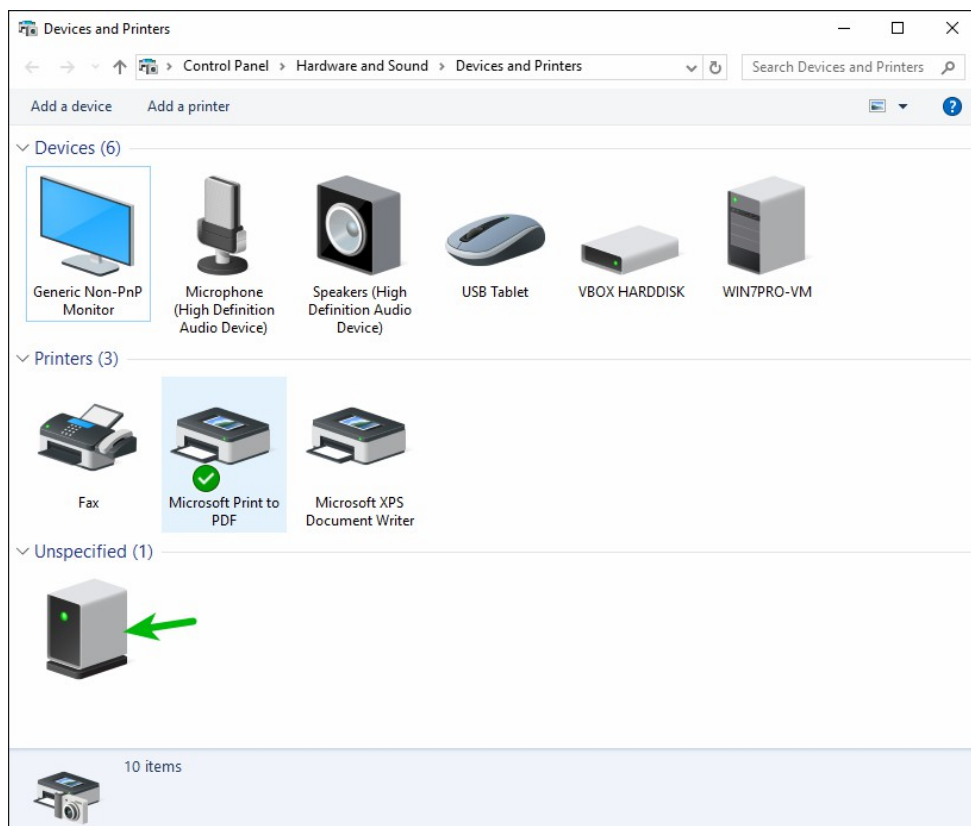 Devices and Printers
Control Panel > Hardware and Sound > Devices and Printers
Search Devices and Printers
Add a device Add a printer
Devices (6)
Generic Non-PnP
Monitor
Microphone
(High Definition
Audio Device)
Speakers (High
Definition Audio
Device)
USB Tablet
VBOX HARDDISK
WIN7PRO-VM
Printers (3)
Fax
Microsoft Print to
PDF
Microsoft XPS
Document Writer
Unspecified (1)
10 items